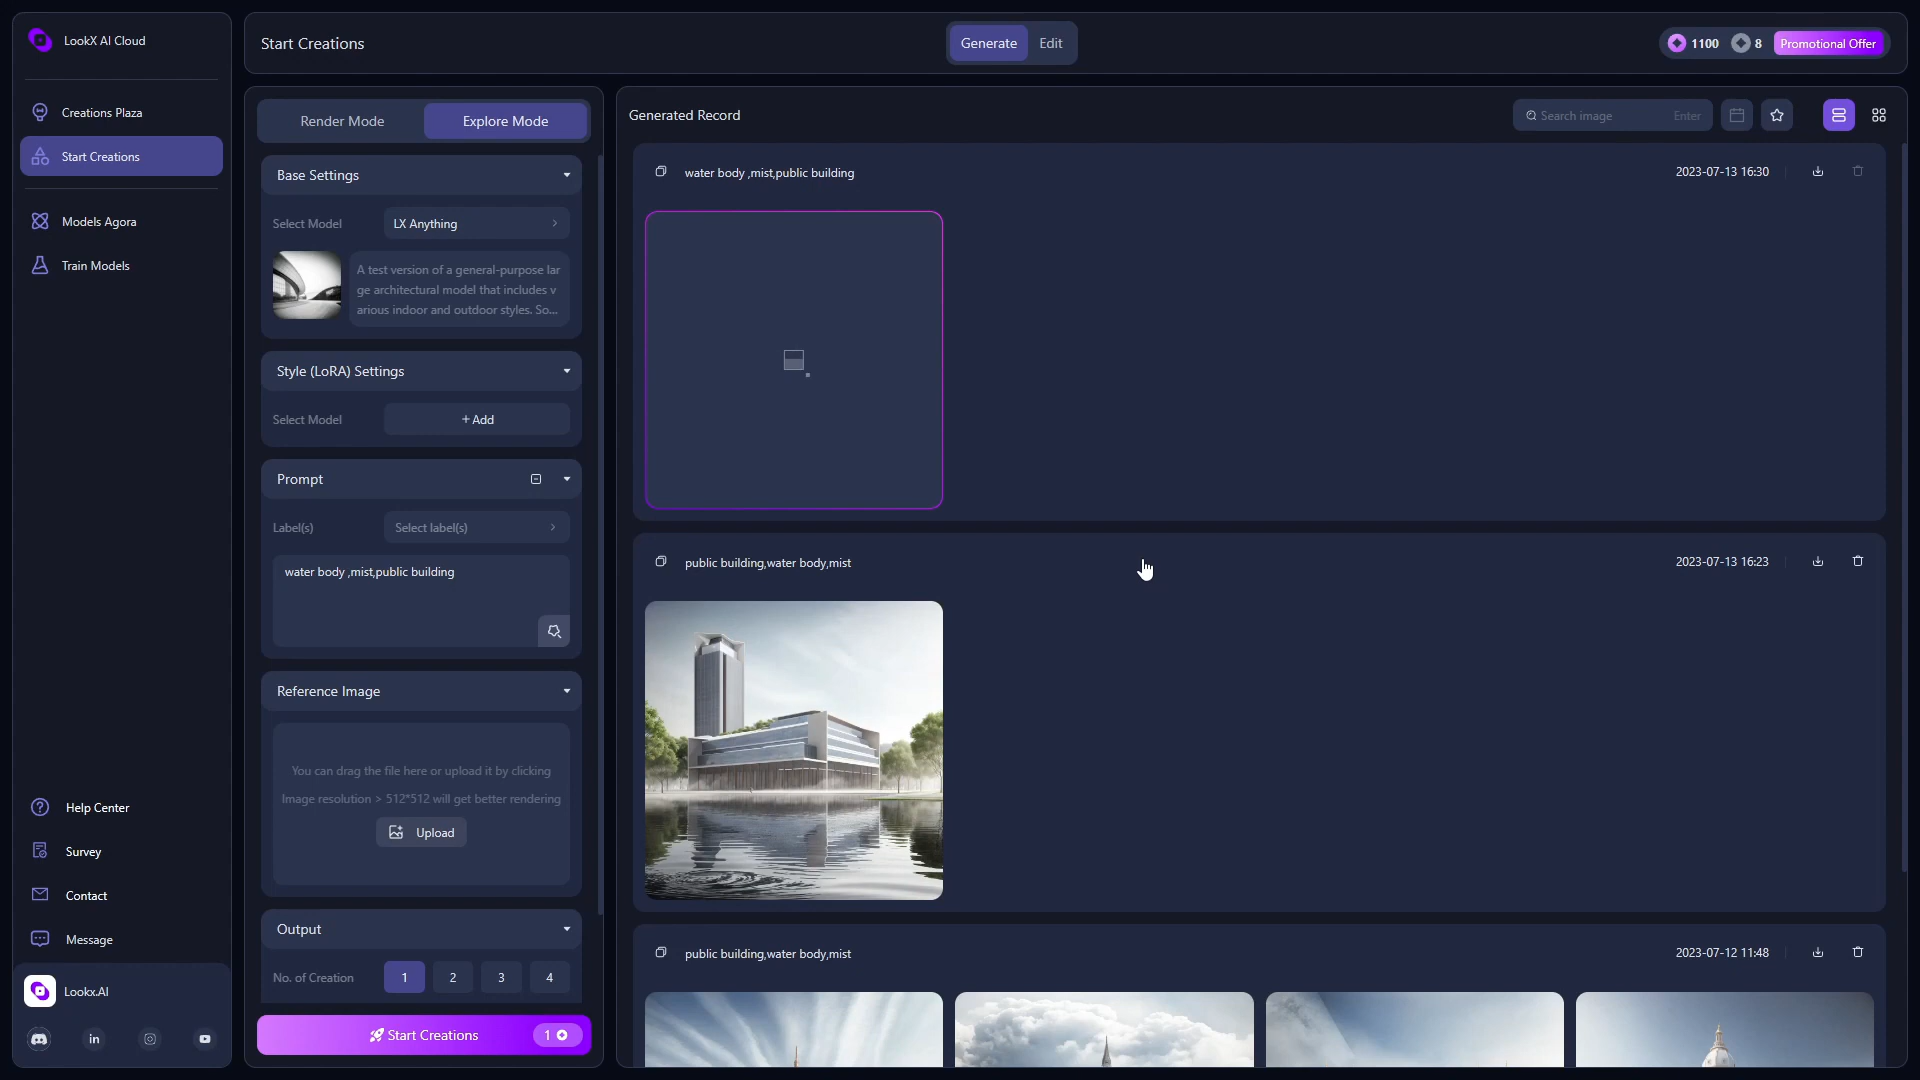 LookX AI Cloud
Creations Plaza
Start Creations
Models Agora
Train Models
Help Center
Survey
Contact
Message
Lookx.AI
in
Start Creations
Generate
Edit
1100
8
Promotional Offer
Render Mode
Explore Mode
Base Settings
Select Model
LX Anything
A test version of a general-purpose lar
ge architectural model that includes v
arious indoor and outdoor styles. So...
Style (LoRA) Settings
Select Model
+ Add
Prompt
Label(s)
Select label(s)
water body ,mist,public building
Reference Image
You can drag the file here or upload it by clicking
Image resolution > 512*512 will get better rendering
Upload
Output
No. of Creation
1
2
3
4
Start Creations
1
Generated Record
Search image
Enter
water body ,mist,public building
2023-07-13 16:30
public building,water body,mist
2023-07-13 16:23
public building,water body,mist
2023-07-12 11:48